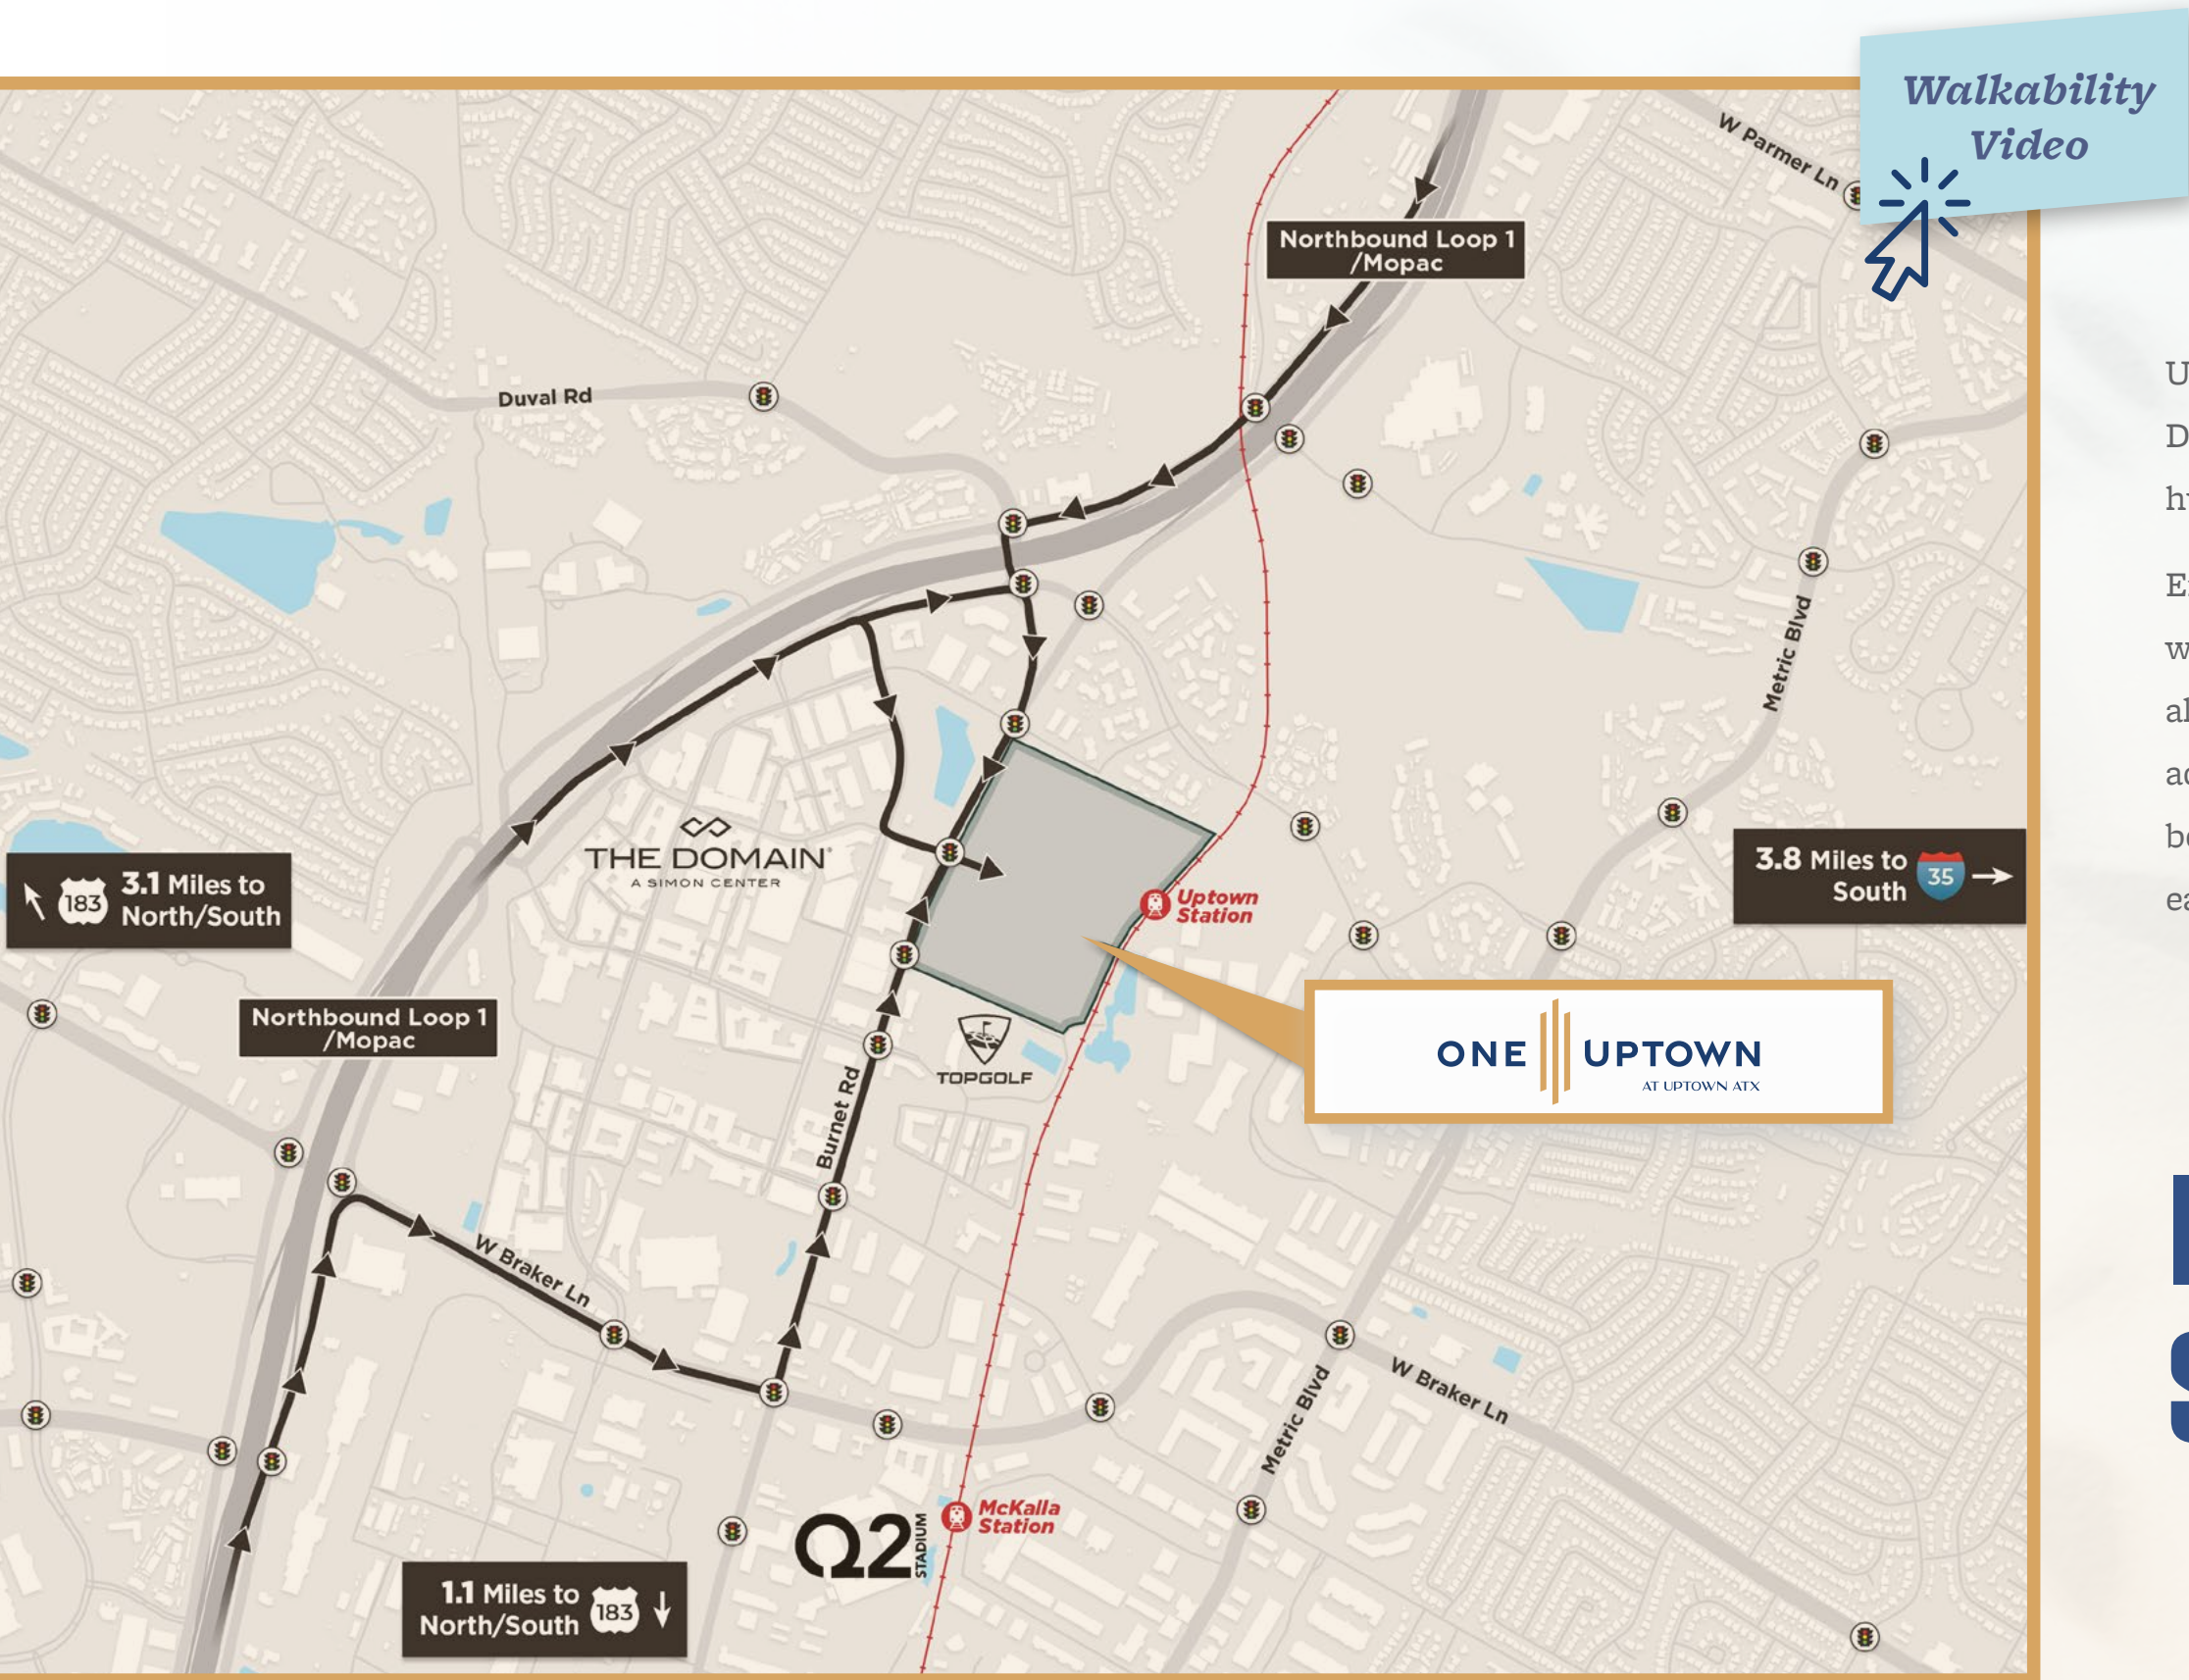 Walkability
Video
W Parmer Ln
Northbound Loop 1
/Mopac
Duval Rd
Metric Blvd
THE DOMAIN®
A SIMON CENTER
183
3.1 Miles to
North/South
3.8 Miles to
South
35
Uptown
Station
Northbound Loop 1
/Mopac
ONE UPTOWN
AT UPTOWN ATX
TOPGOLF
Burnet Rd
W Braker Ln
W Braker Ln
Metric Blvd
Q2
STADIUM
McKalla
Station
1.1 Miles to
North/South
183